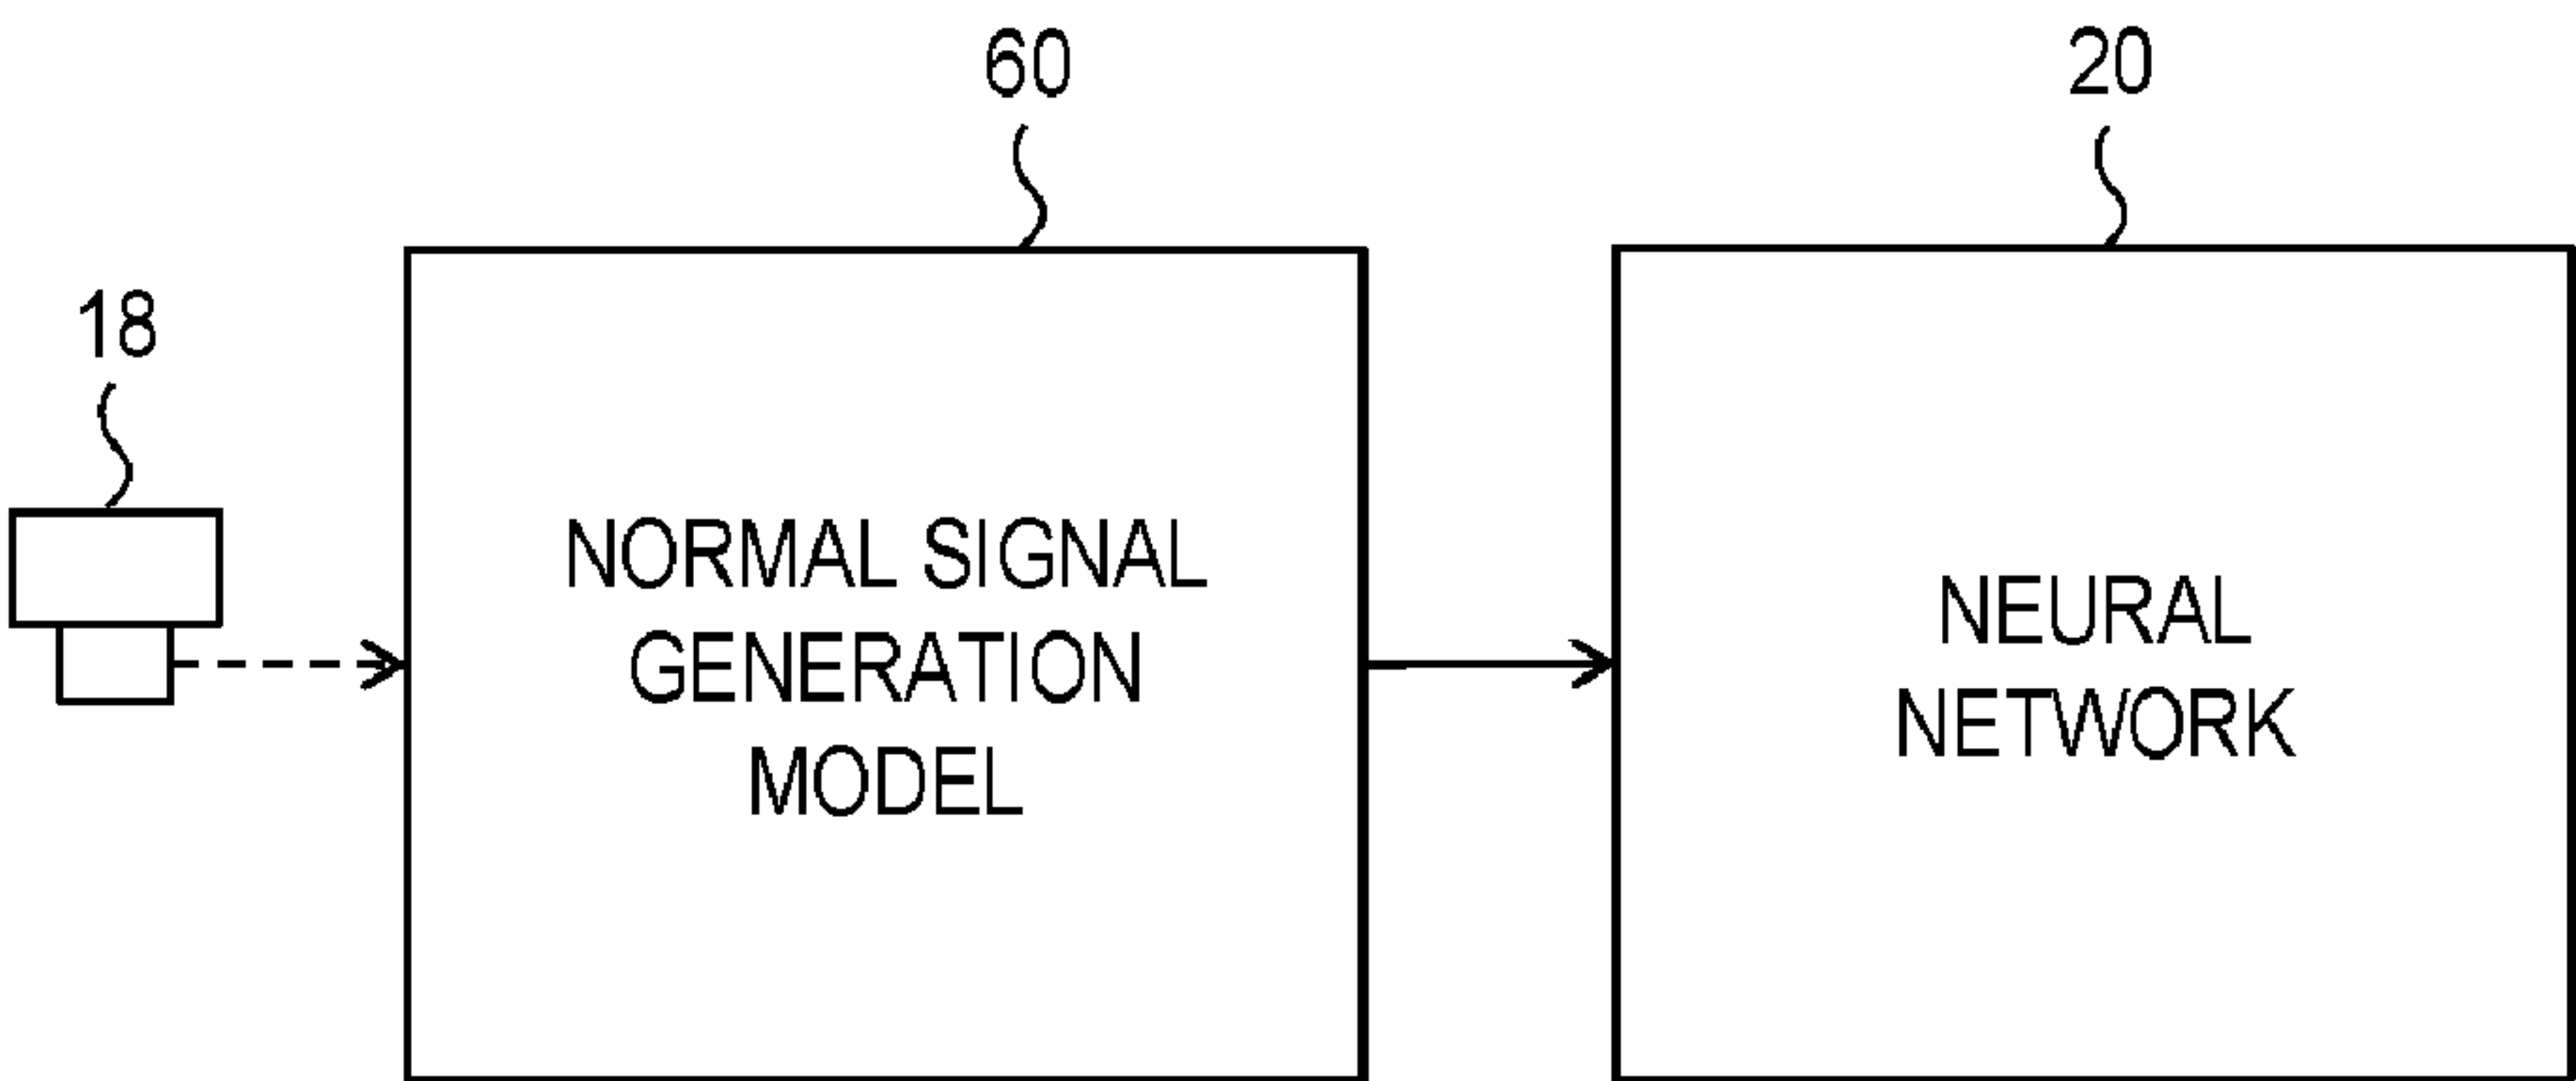 60
20
18
NORMAL SIGNAL
GENERATION
MODEL
NEURAL
NETWORK